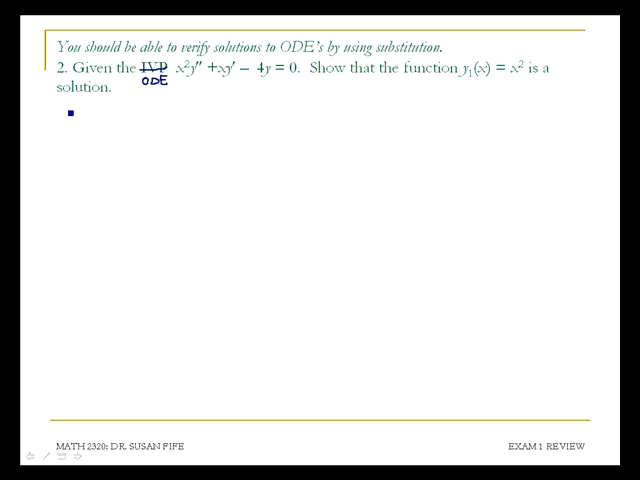 You should be able to verify solutions to ODE's by using substitution.
2. Given the IVP x²y″ +xy′ – 4y = 0. Show that the function y₁(x) = x² is a
ODE
solution.
MATH 2320: DR. SUSAN FIFE
EXAM 1 REVIEW